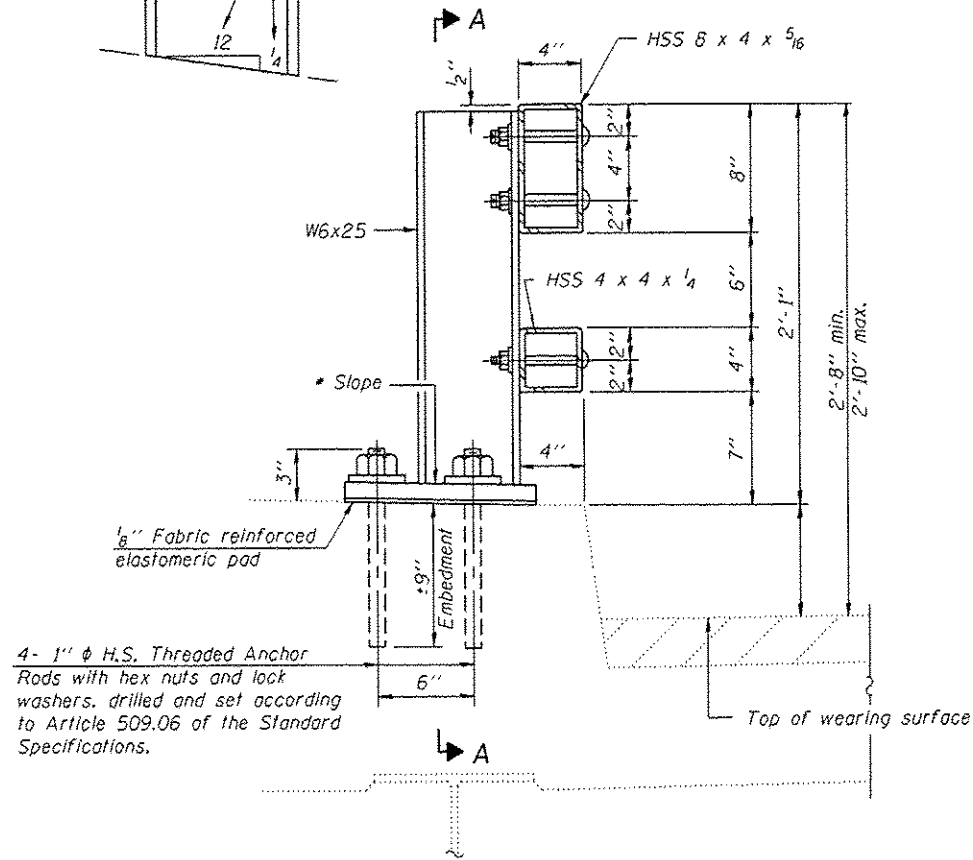 12
1/4
A
4"
HSS 8 x 4 x 5/16
1/2"
2"
4"
2"
8"
W6x25
6"
HSS 4 x 4 x 1/4
2'-1"
2'-8" min.
2'-10" max.
2"
2"
4"
* Slope
4"
7"
3"
1/8" Fabric reinforced
elastomeric pad
±9"
Embedment
4- 1" ϕ H.S. Threaded Anchor
Rods with hex nuts and lock
washers. drilled and set according
to Article 509.06 of the Standard
Specifications.
6"
Top of wearing surface
A